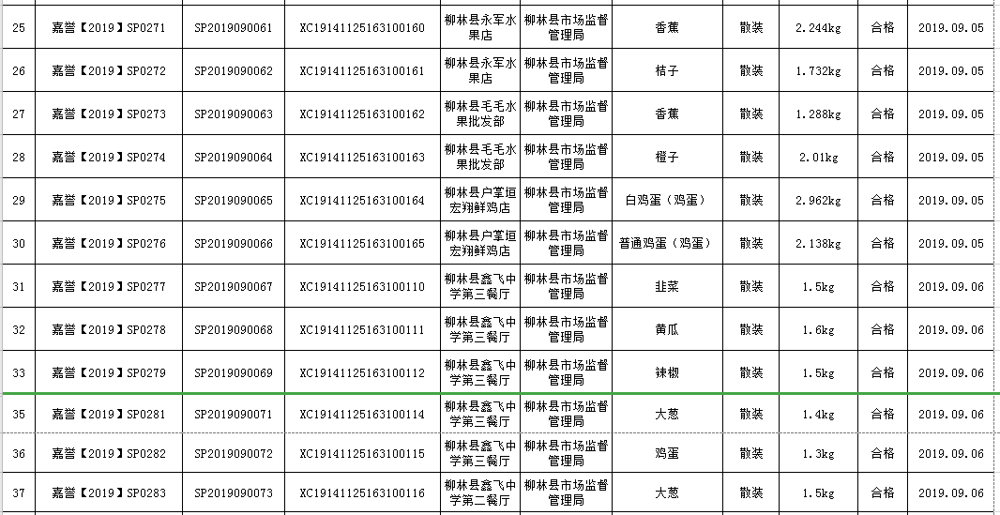 25 嘉誉【2019】SP0271 SP2019090061 XC19141125163100160 柳林县永军水果店 柳林县市场监督管理局 香蕉 散装 2.244kg 合格 2019.09.05
26 嘉誉【2019】SP0272 SP2019090062 XC19141125163100161 柳林县永军水果店 柳林县市场监督管理局 桔子 散装 1.732kg 合格 2019.09.05
27 嘉誉【2019】SP0273 SP2019090063 XC19141125163100162 柳林县毛毛水果批发部 柳林县市场监督管理局 香蕉 散装 1.288kg 合格 2019.09.05
28 嘉誉【2019】SP0274 SP2019090064 XC19141125163100163 柳林县毛毛水果批发部 柳林县市场监督管理局 橙子 散装 2.01kg 合格 2019.09.05
29 嘉誉【2019】SP0275 SP2019090065 XC19141125163100164 柳林县户掌垣宏翔鲜鸡店 柳林县市场监督管理局 白鸡蛋（鸡蛋） 散装 2.962kg 合格 2019.09.05
30 嘉誉【2019】SP0276 SP2019090066 XC19141125163100165 柳林县户掌垣宏翔鲜鸡店 柳林县市场监督管理局 普通鸡蛋（鸡蛋） 散装 2.138kg 合格 2019.09.05
31 嘉誉【2019】SP0277 SP2019090067 XC19141125163100110 柳林县鑫飞中学第三餐厅 柳林县市场监督管理局 韭菜 散装 1.5kg 合格 2019.09.06
32 嘉誉【2019】SP0278 SP2019090068 XC19141125163100111 柳林县鑫飞中学第三餐厅 柳林县市场监督管理局 黄瓜 散装 1.6kg 合格 2019.09.06
33 嘉誉【2019】SP0279 SP2019090069 XC19141125163100112 柳林县鑫飞中学第三餐厅 柳林县市场监督管理局 辣椒 散装 1.5kg 合格 2019.09.06
35 嘉誉【2019】SP0281 SP2019090071 XC19141125163100114 柳林县鑫飞中学第三餐厅 柳林县市场监督管理局 大葱 散装 1.4kg 合格 2019.09.06
36 嘉誉【2019】SP0282 SP2019090072 XC19141125163100115 柳林县鑫飞中学第三餐厅 柳林县市场监督管理局 鸡蛋 散装 1.3kg 合格 2019.09.06
37 嘉誉【2019】SP0283 SP2019090073 XC19141125163100116 柳林县鑫飞中学第二餐厅 柳林县市场监督管理局 大葱 散装 1.5kg 合格 2019.09.06